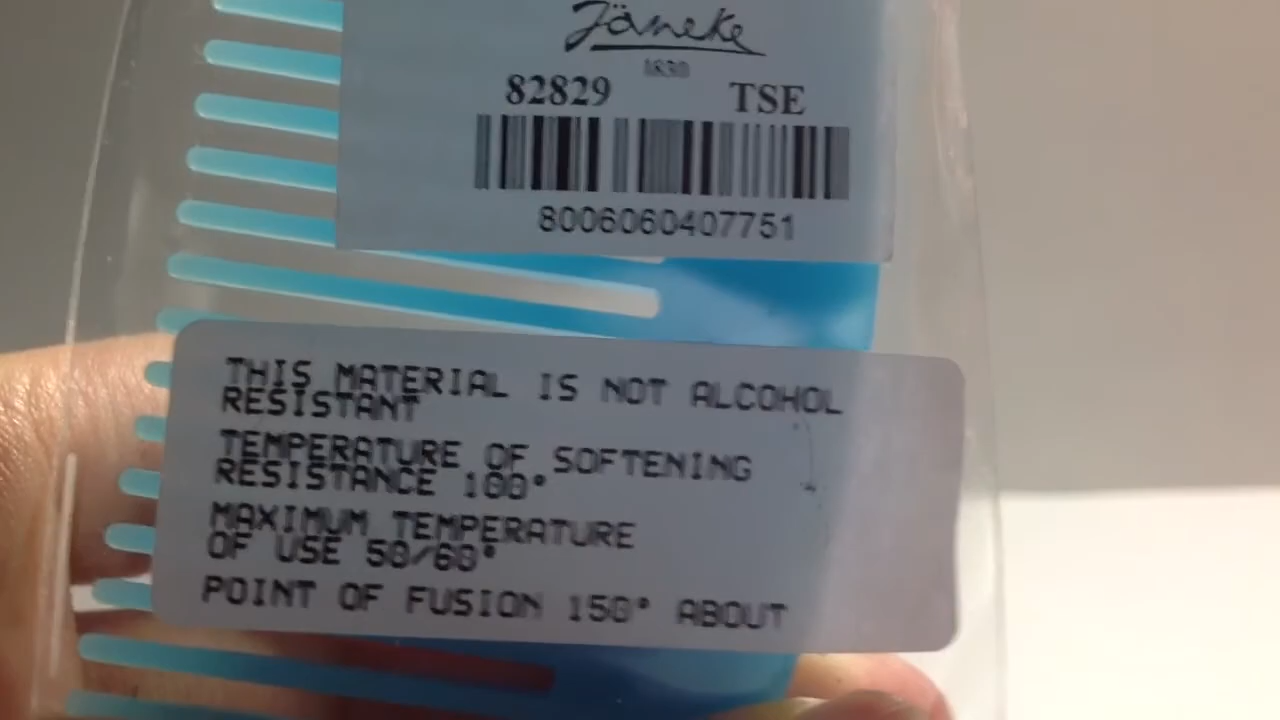 Jäneke
1830
82829 TSE
8006060407751
THIS MATERIAL IS NOT ALCOHOL
RESISTANT
TEMPERATURE OF SOFTENING
RESISTANCE 100°
MAXIMUM TEMPERATURE
OF USE 50/60°
POINT OF FUSION 150° ABOUT